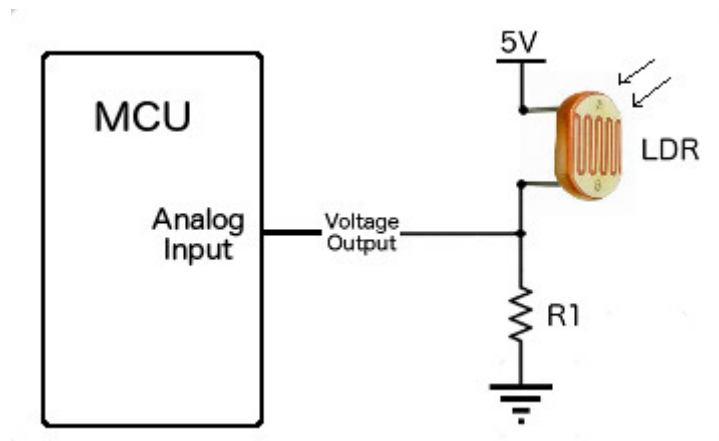 5V
MCU
LDR
Analog
Input
Voltage
Output
R1